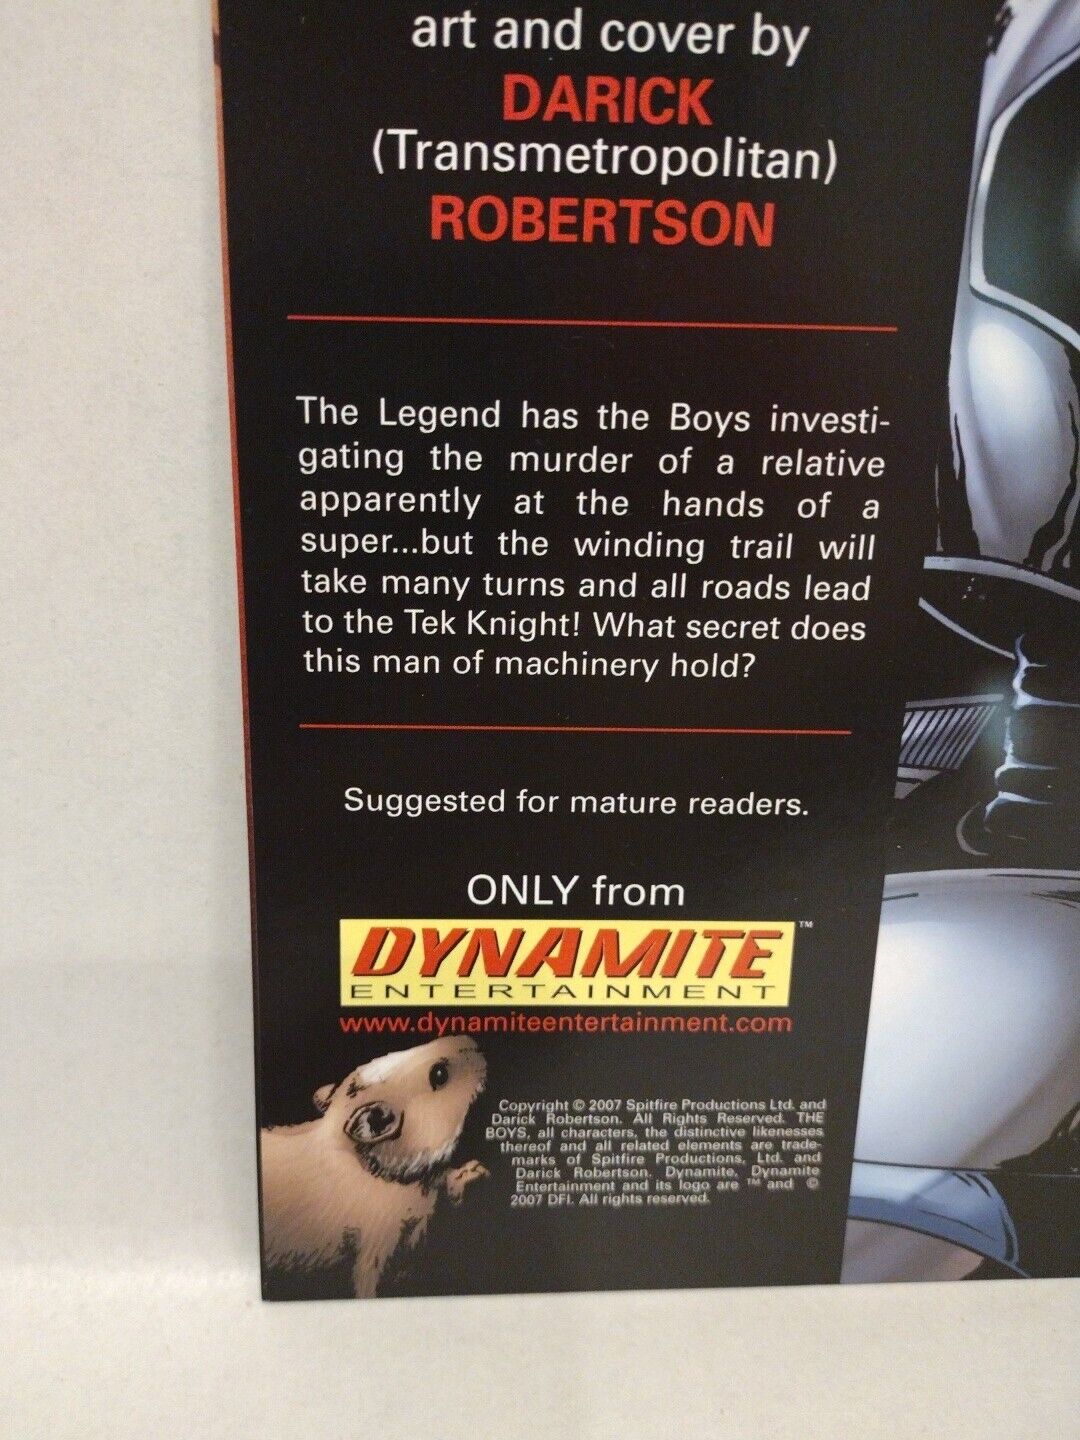 art and cover by
DARICK
(Transmetropolitan)
ROBERTSON
The Legend has the Boys investi-
gating the murder of a relative
apparently at the hands of a
super...but the winding trail will
take many turns and all roads lead
to the Tek Knight! What secret does
this man of machinery hold?
Suggested for mature readers.
ONLY from
DYNAMITE™
ENTERTAINMENT
www.dynamiteentertainment.com
Copyright © 2007 Spitfire Productions Ltd. and
Darick Robertson. All Rights Reserved. THE
BOYS, all characters, the distinctive likenesses
thereof and all related elements are trade-
marks of Spitfire Productions, Ltd. and
Darick Robertson. Dynamite, Dynamite
Entertainment and its logo are ™ and ©
2007 DFI. All rights reserved.